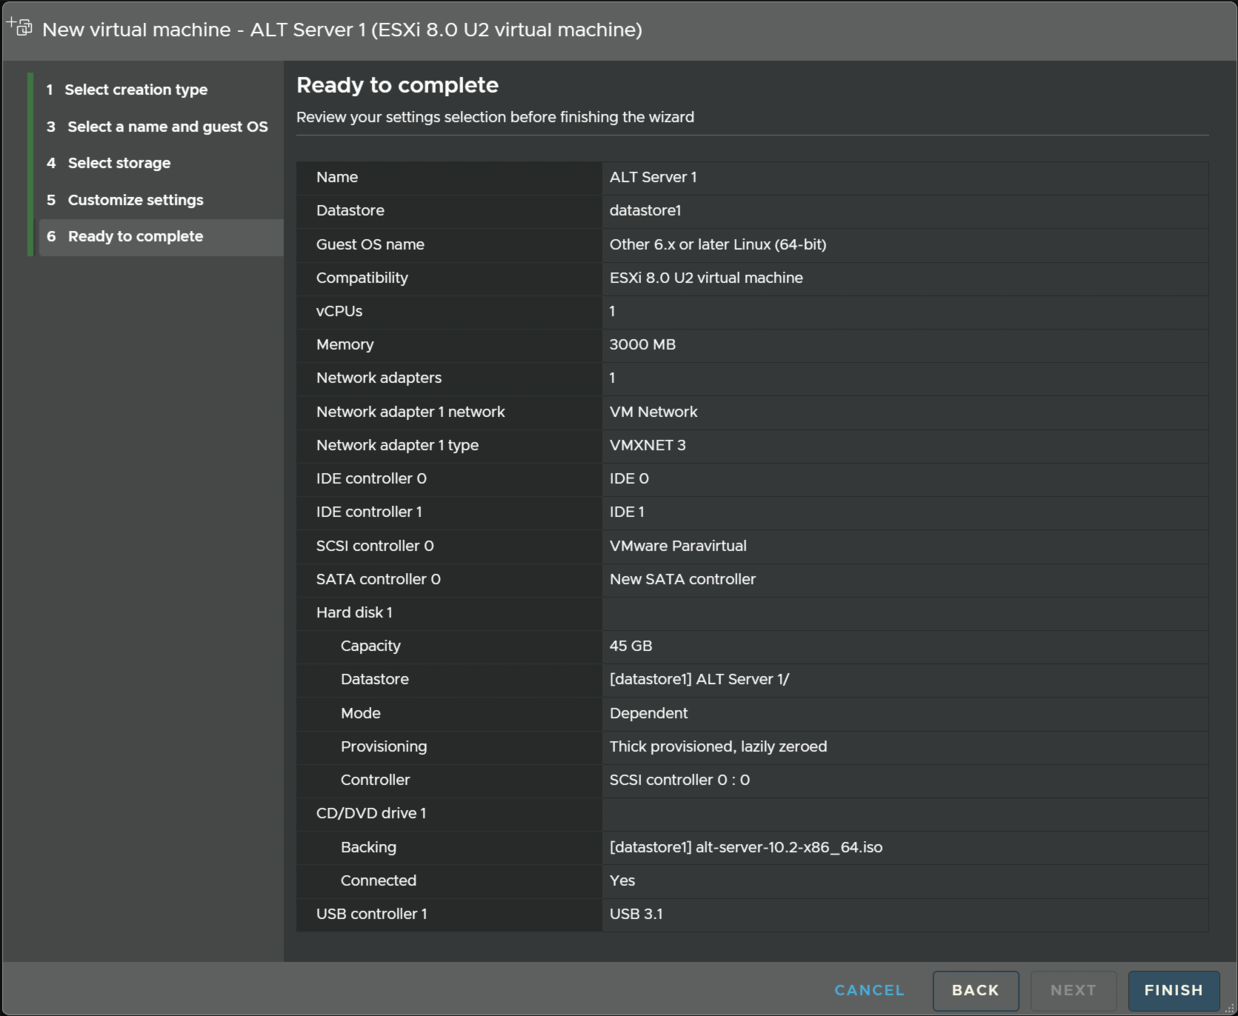 New virtual machine - ALT Server 1 (ESXi 8.0 U2 virtual machine)
1 Select creation type
3 Select a name and guest OS
4 Select storage
5 Customize settings
6 Ready to complete
Ready to complete
Review your settings selection before finishing the wizard
Name ALT Server 1
Datastore datastore1
Guest OS name Other 6.x or later Linux (64-bit)
Compatibility ESXi 8.0 U2 virtual machine
vCPUs 1
Memory 3000 MB
Network adapters 1
Network adapter 1 network VM Network
Network adapter 1 type VMXNET 3
IDE controller 0 IDE 0
IDE controller 1 IDE 1
SCSI controller 0 VMware Paravirtual
SATA controller 0 New SATA controller
Hard disk 1
Capacity 45 GB
Datastore [datastore1] ALT Server 1/
Mode Dependent
Provisioning Thick provisioned, lazily zeroed
Controller SCSI controller 0 : 0
CD/DVD drive 1
Backing [datastore1] alt-server-10.2-x86_64.iso
Connected Yes
USB controller 1 USB 3.1
CANCEL BACK NEXT FINISH